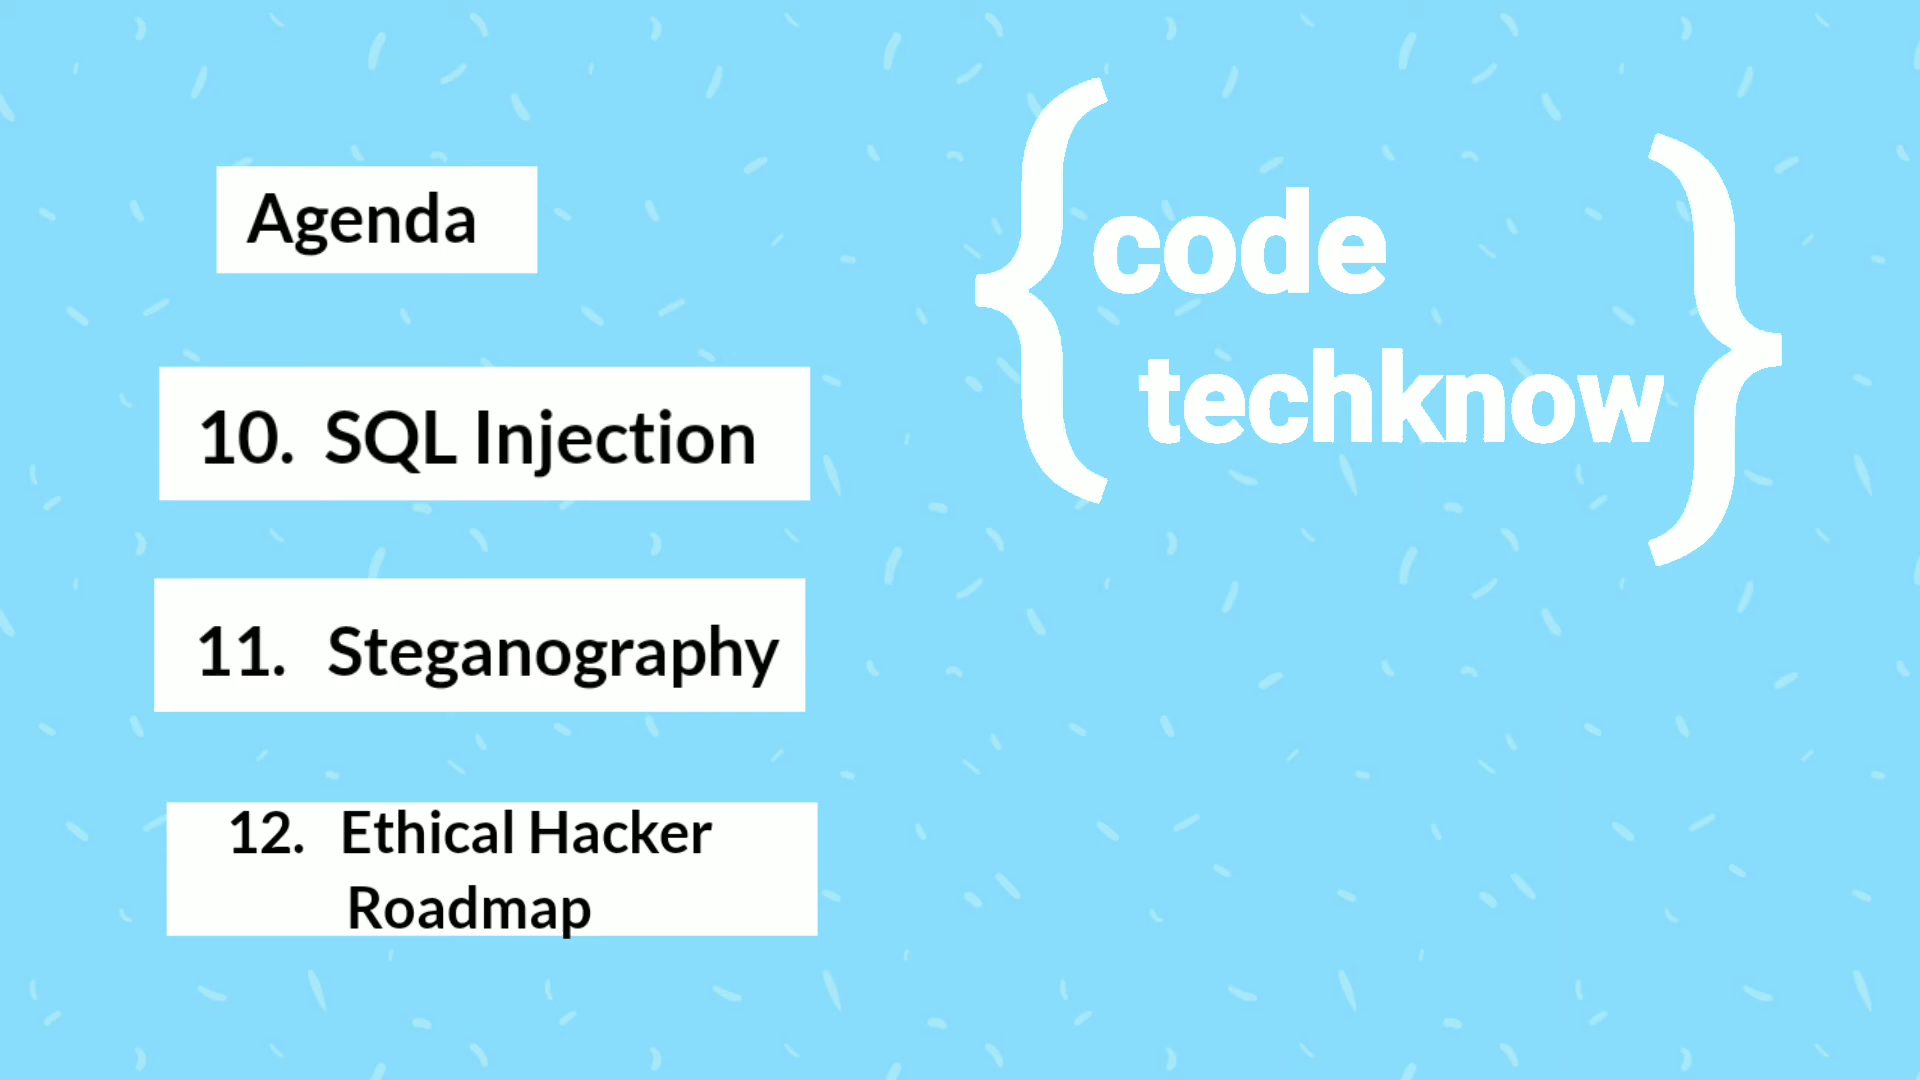 Agenda
10. SQL Injection
11. Steganography
12. Ethical Hacker
Roadmap
{ code
techknow }